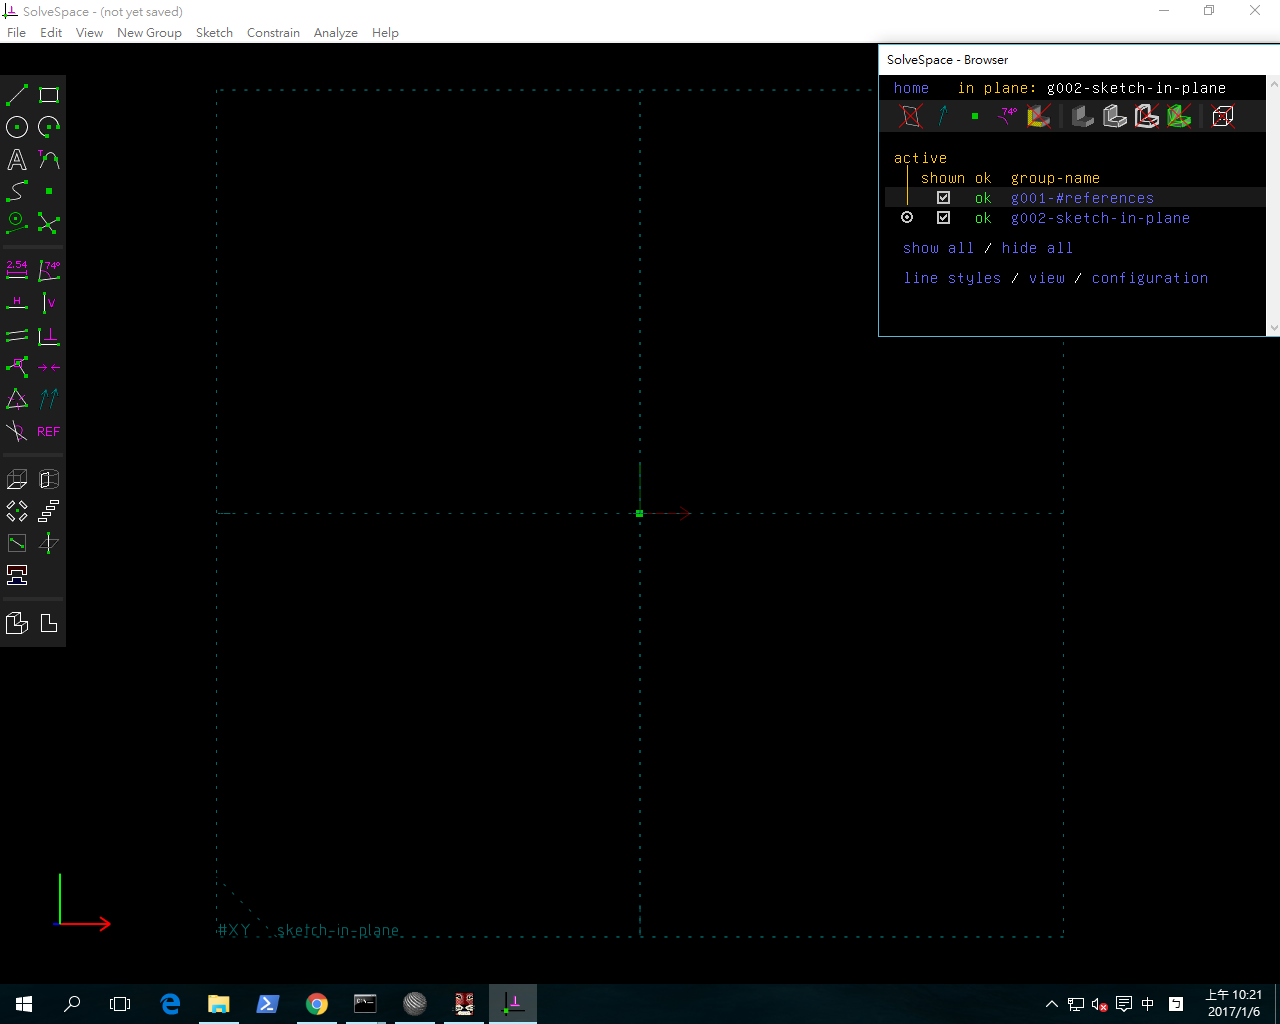 SolveSpace - (not yet saved)
File Edit View New Group Sketch Constrain Analyze Help
SolveSpace - Browser
home in plane: g002-sketch-in-plane
74°
active
shown ok group-name
ok g001-#references
ok g002-sketch-in-plane
show all / hide all
line styles / view / configuration
A T
2.54 74°
H V
REF
#XY sketch-in-plane
中
上午 10:21
2017/1/6